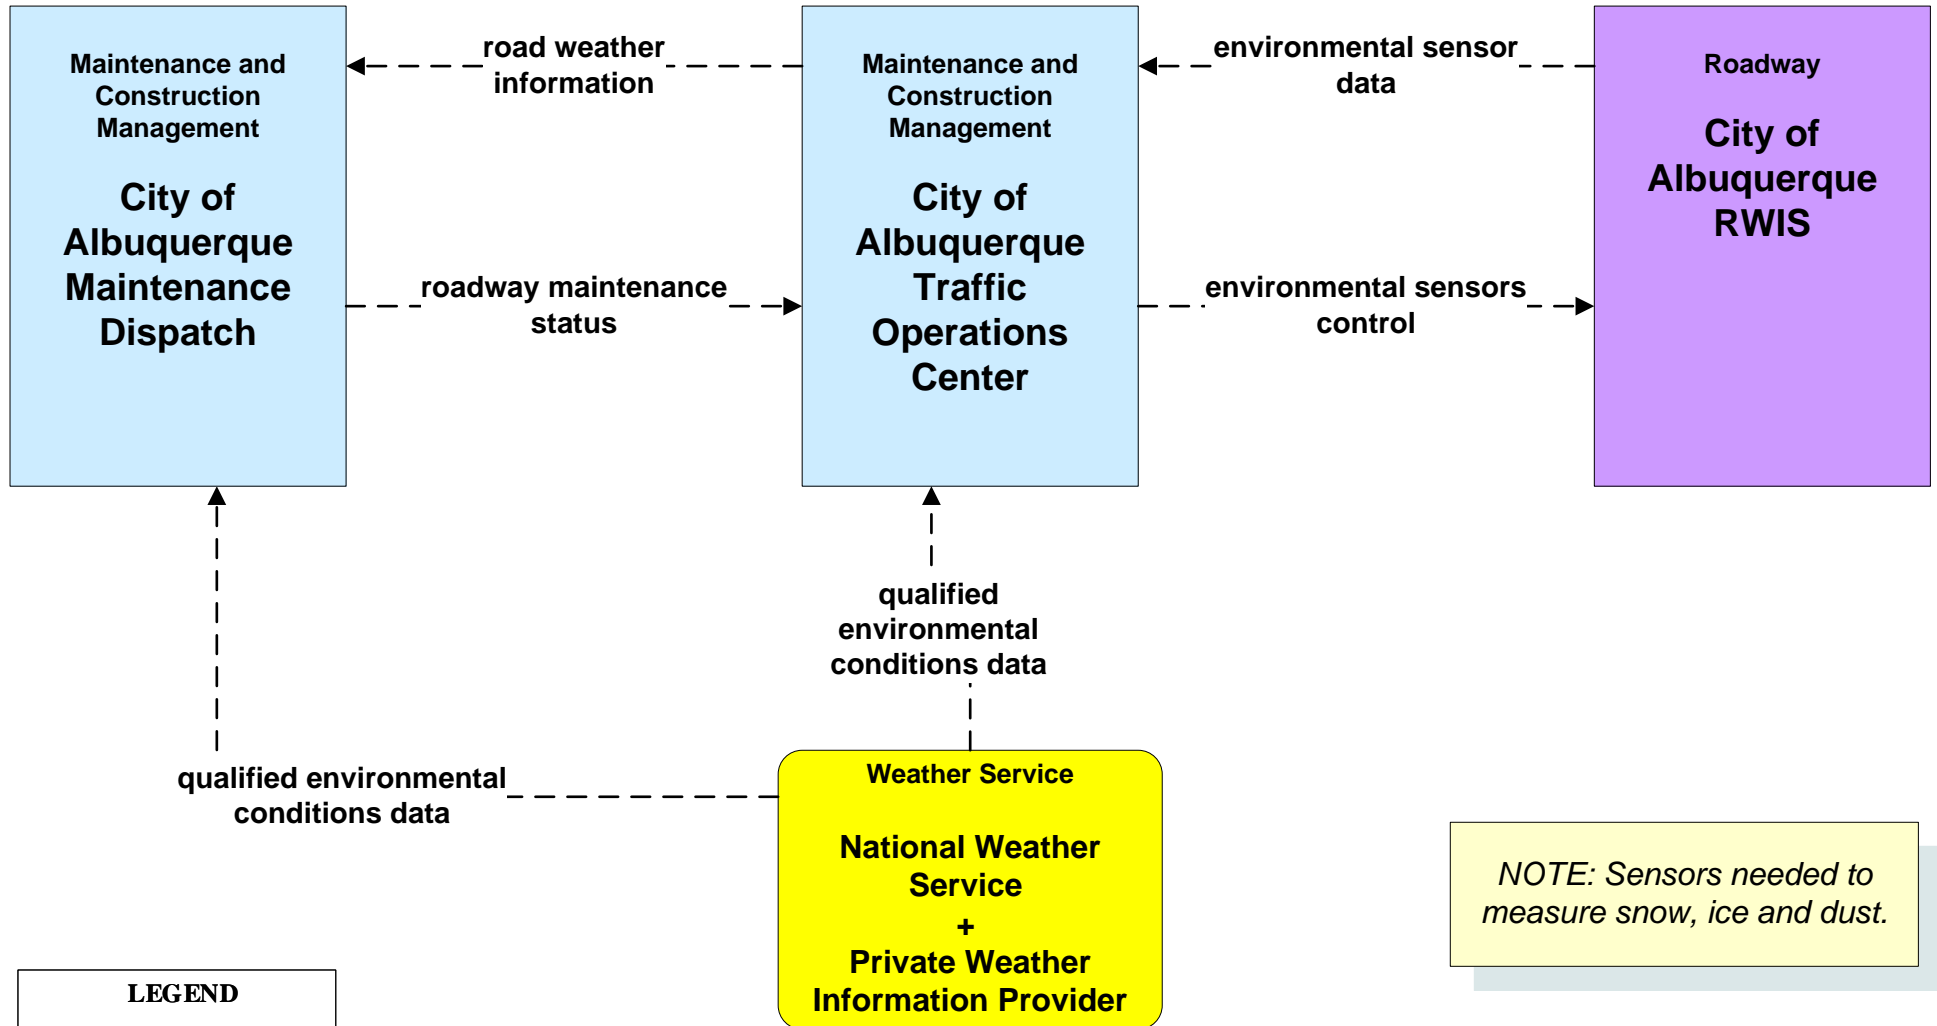 Maintenance and
Construction
Management
City of
Albuquerque
Maintenance
Dispatch
road weather
information
roadway maintenance
status
Maintenance and
Construction
Management
City of
Albuquerque
Traffic
Operations
Center
environmental sensor
data
environmental sensors
control
Roadway
City of
Albuquerque
RWIS
qualified
environmental
conditions data
qualified environmental
conditions data
Weather Service
National Weather
Service
+
Private Weather
Information Provider
NOTE: Sensors needed to
measure snow, ice and dust.
LEGEND